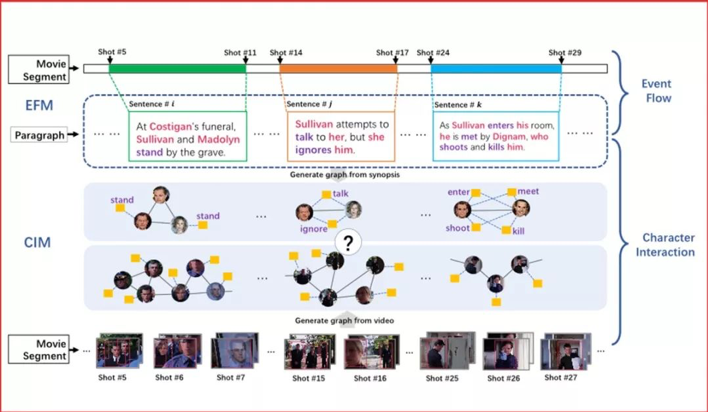 Shot #5 Shot #11 Shot #14 Shot #17 Shot #24 Shot #29
Movie
Segment
EFM
Event
Flow
Sentence # i
Sentence # j
Sentence # k
Paragraph
... ...
At Costigan's funeral,
Sullivan and Madolyn
stand by the grave.
... ...
Sullivan attempts to
talk to her, but she
ignores him.
... ...
As Sullivan enters his room,
he is met by Dignam, who
shoots and kills him.
... ...
Generate graph from synopsis
stand
stand
...
talk
ignore
...
enter
meet
shoot
kill
CIM
?
Character
Interaction
...
...
Generate graph from video
Movie
Segment
...
...
Shot #5 Shot #6 Shot #7 Shot #15 Shot #16 Shot #25 Shot #26 Shot #27